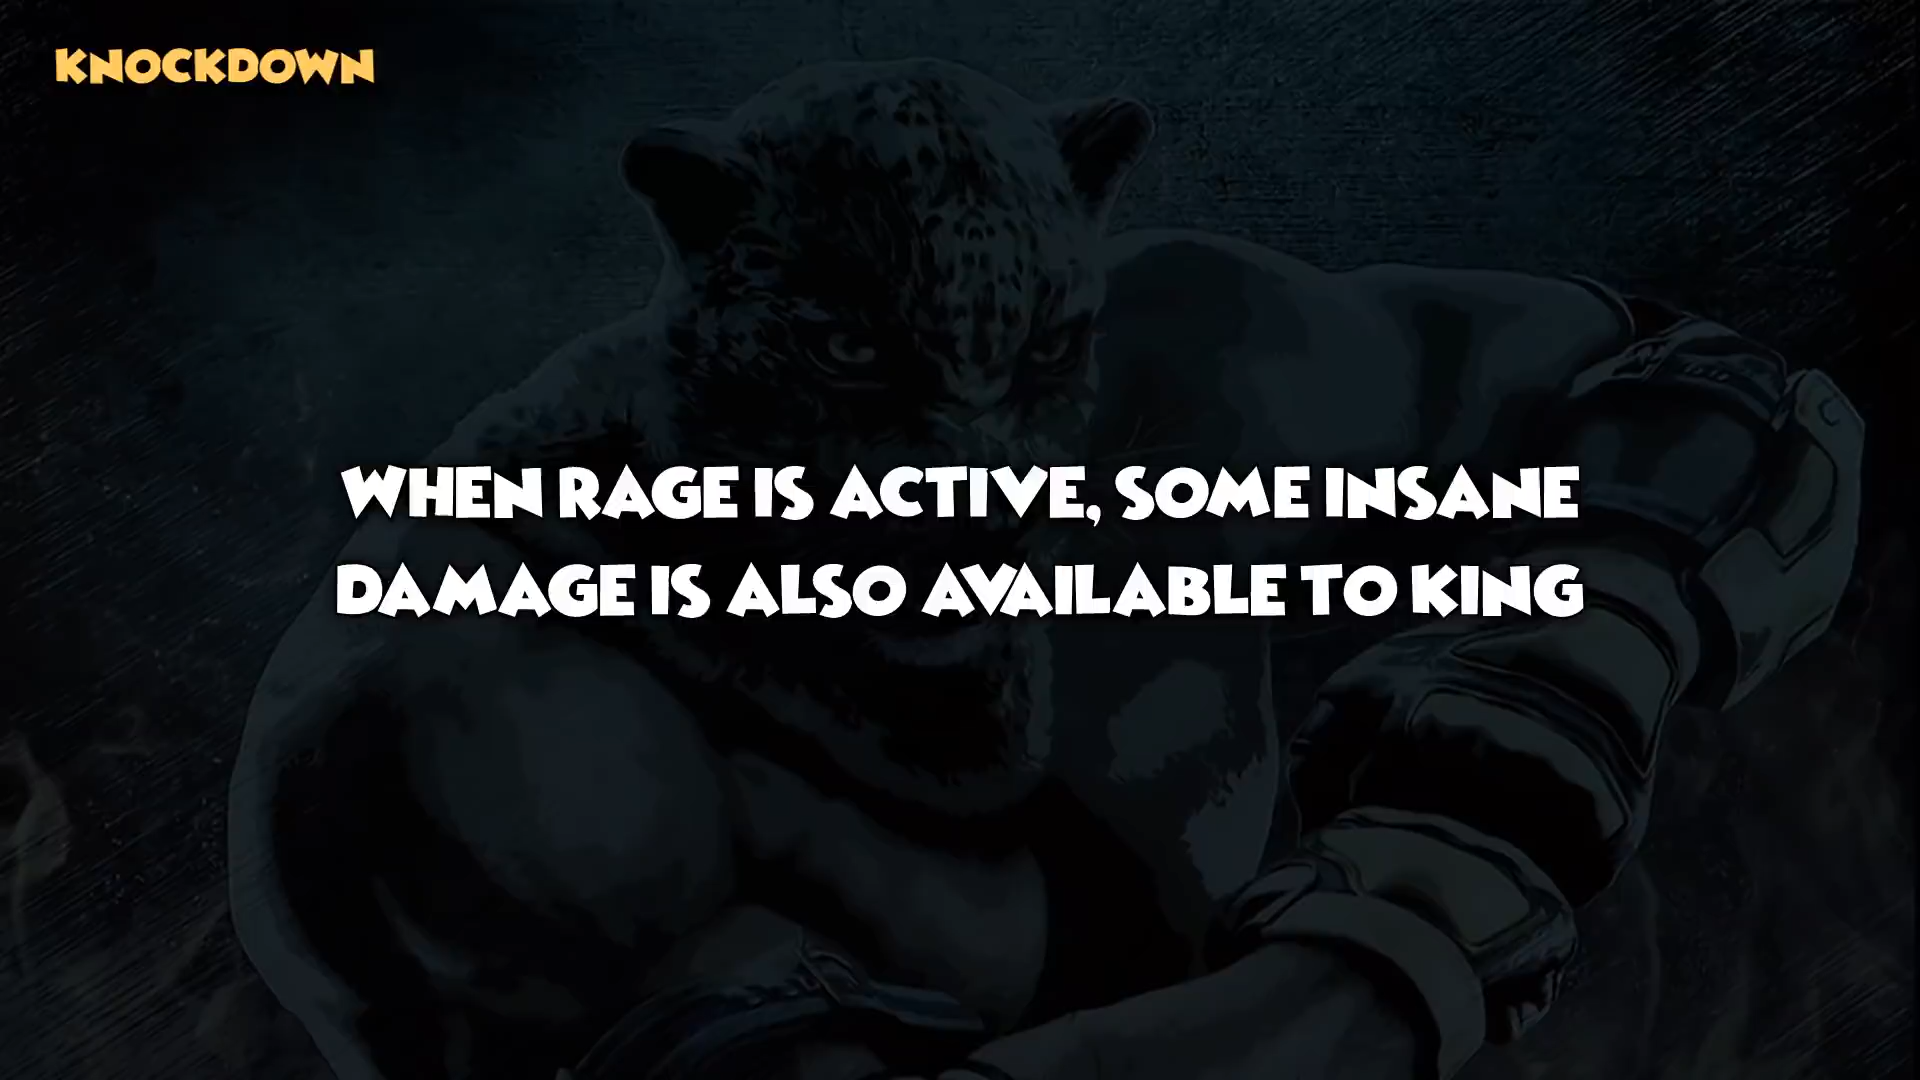 KNOCKDOWN
WHEN RAGE IS ACTIVE, SOME INSANE
DAMAGE IS ALSO AVAILABLE TO KING